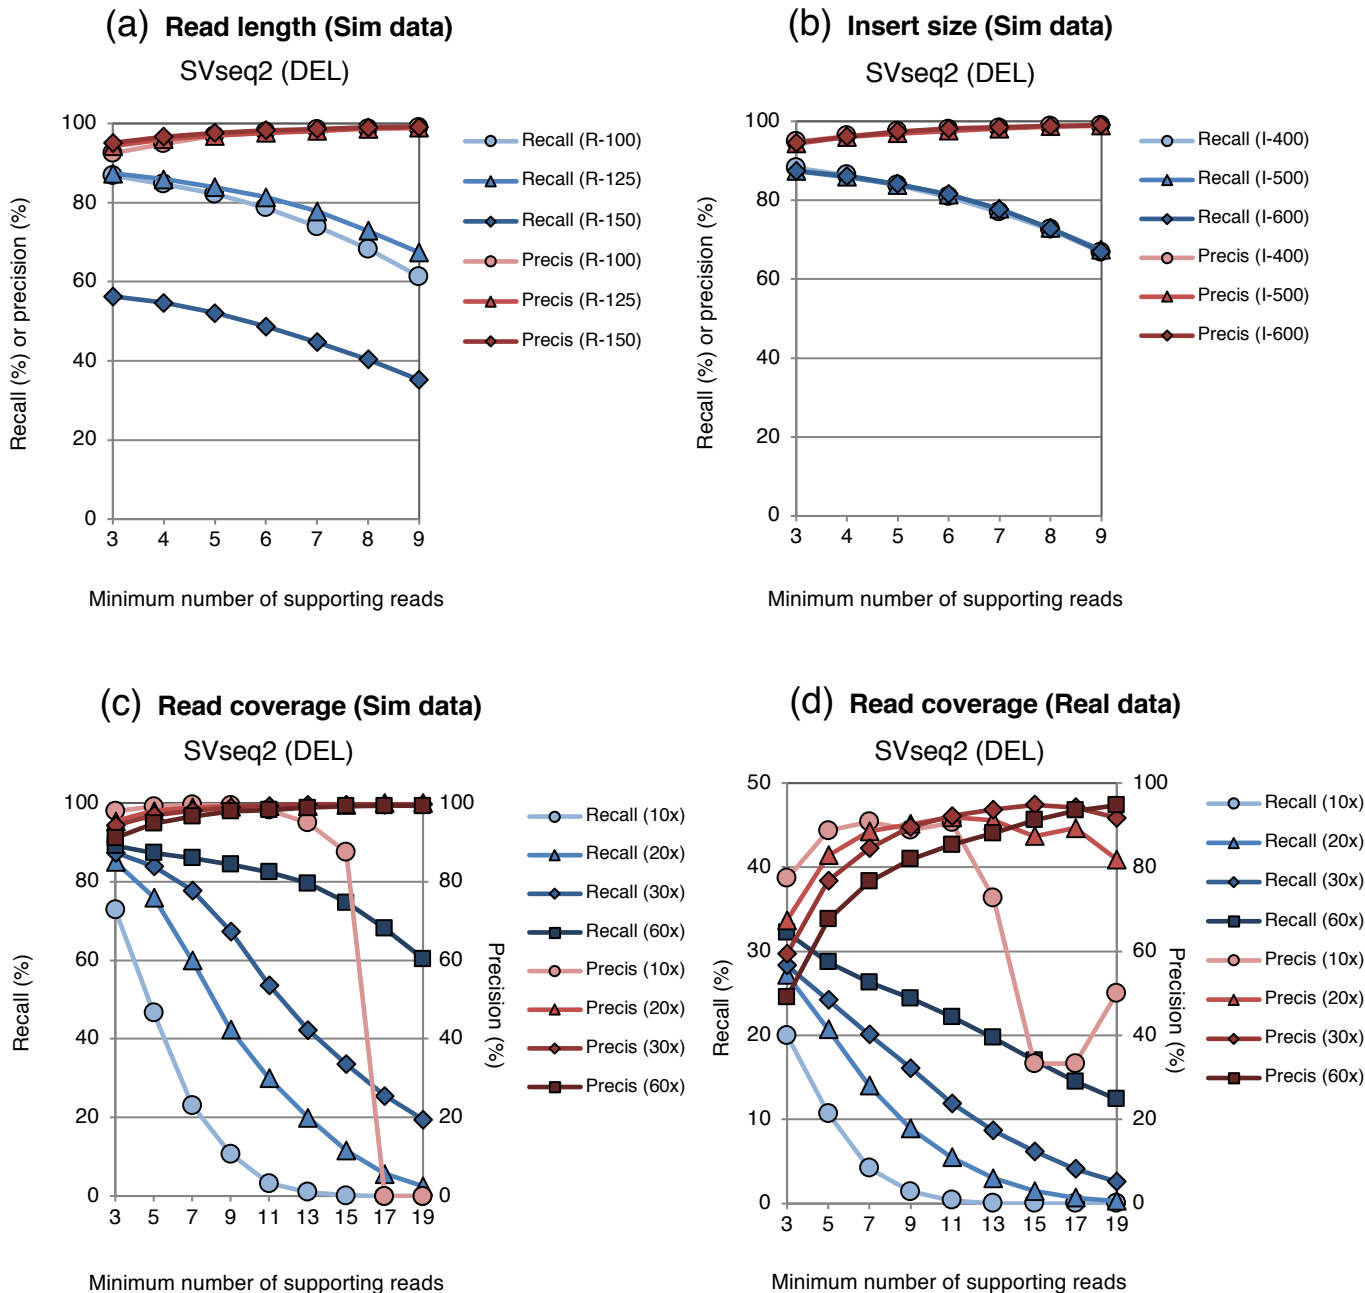 (a) Read length (Sim data)
SVseq2 (DEL)
Recall (%) or precision (%)
100
80
60
40
20
0
3 4 5 6 7 8 9
Minimum number of supporting reads
Recall (R-100)
Recall (R-125)
Recall (R-150)
Precis (R-100)
Precis (R-125)
Precis (R-150)
(b) Insert size (Sim data)
SVseq2 (DEL)
Recall (%) or precision (%)
100
80
60
40
20
0
3 4 5 6 7 8 9
Minimum number of supporting reads
Recall (I-400)
Recall (I-500)
Recall (I-600)
Precis (I-400)
Precis (I-500)
Precis (I-600)
(c) Read coverage (Sim data)
SVseq2 (DEL)
Recall (%)
100
80
60
40
20
0
3 5 7 9 11 13 15 17 19
Minimum number of supporting reads
100
80
60
40
20
0
Precision (%)
Recall (10x)
Recall (20x)
Recall (30x)
Recall (60x)
Precis (10x)
Precis (20x)
Precis (30x)
Precis (60x)
(d) Read coverage (Real data)
SVseq2 (DEL)
Recall (%)
50
40
30
20
10
0
3 5 7 9 11 13 15 17 19
Minimum number of supporting reads
100
80
60
40
20
0
Precision (%)
Recall (10x)
Recall (20x)
Recall (30x)
Recall (60x)
Precis (10x)
Precis (20x)
Precis (30x)
Precis (60x)